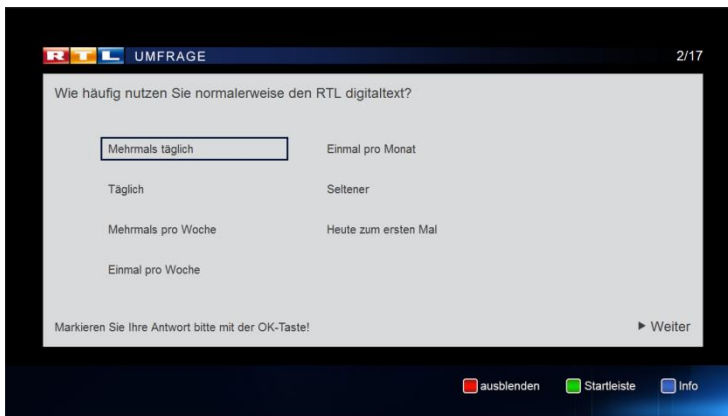 RTL UMFRAGE 2/17
Wie häufig nutzen Sie normalerweise den RTL digitaltext?
Mehrmals täglich
Täglich
Mehrmals pro Woche
Einmal pro Woche
Einmal pro Monat
Seltener
Heute zum ersten Mal
Markieren Sie Ihre Antwort bitte mit der OK-Taste!
Weiter
ausblenden Startleiste Info